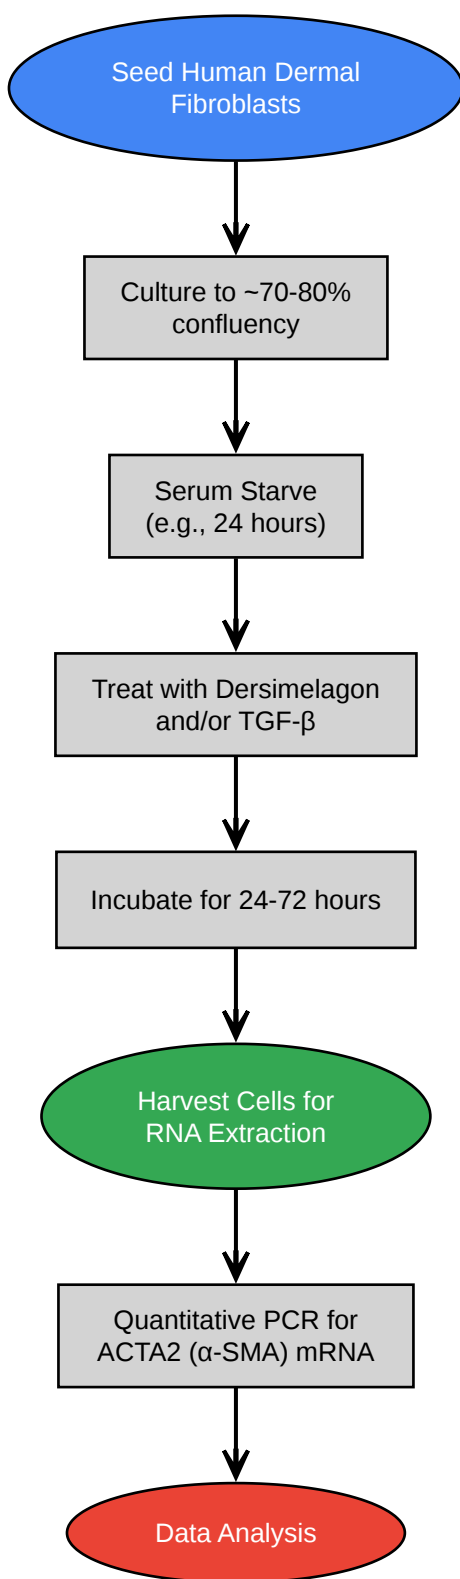 Seed Human Dermal
Fibroblasts
Culture to ~70-80%
confluency
Serum Starve
(e.g., 24 hours)
Treat with Dersimelagon
and/or TGF-β
Incubate for 24-72 hours
Harvest Cells for
RNA Extraction
Quantitative PCR for
ACTA2 (α-SMA) mRNA
Data Analysis